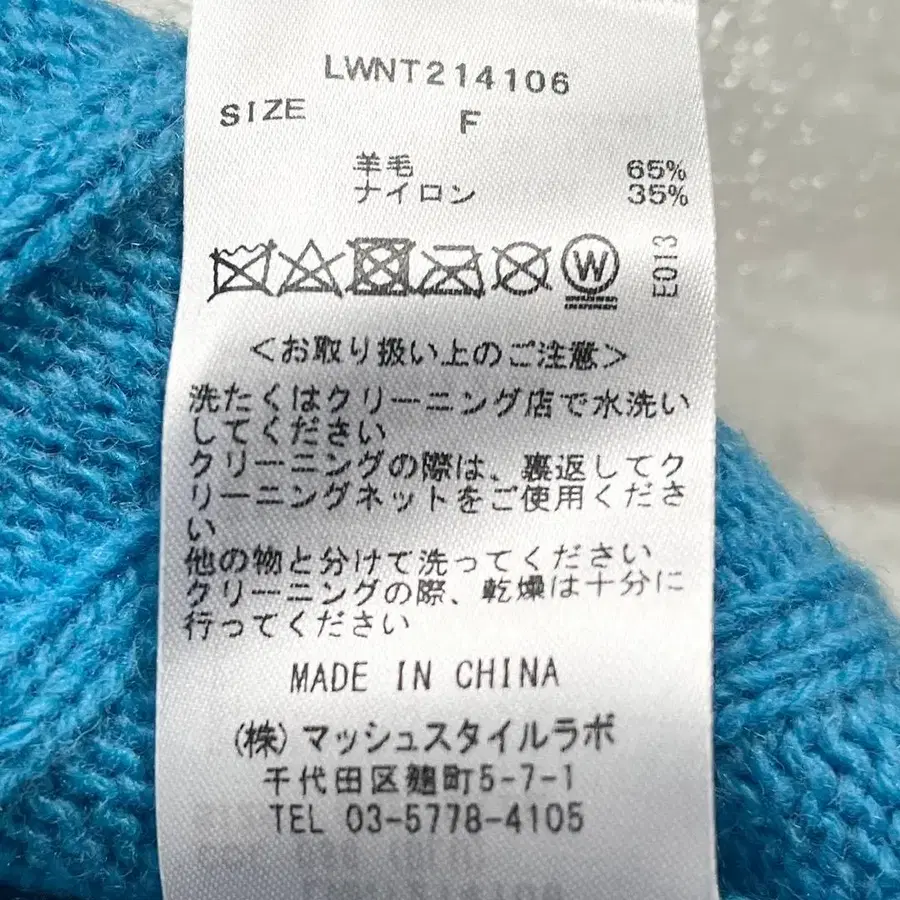 LWNT214106
SIZE F
羊毛 65%
ナイロン 35%
W
E013
＜お取り扱い上のご注意＞
洗たくはクリーニング店で水洗い
してください
クリーニングの際は、裏返してク
リーニングネットをご使用くださ
い
他の物と分けて洗ってください
クリーニングの際、乾燥は十分に
行ってください
MADE IN CHINA
(株)マッシュスタイルラボ
千代田区麹町5-7-1
TEL 03-5778-4105